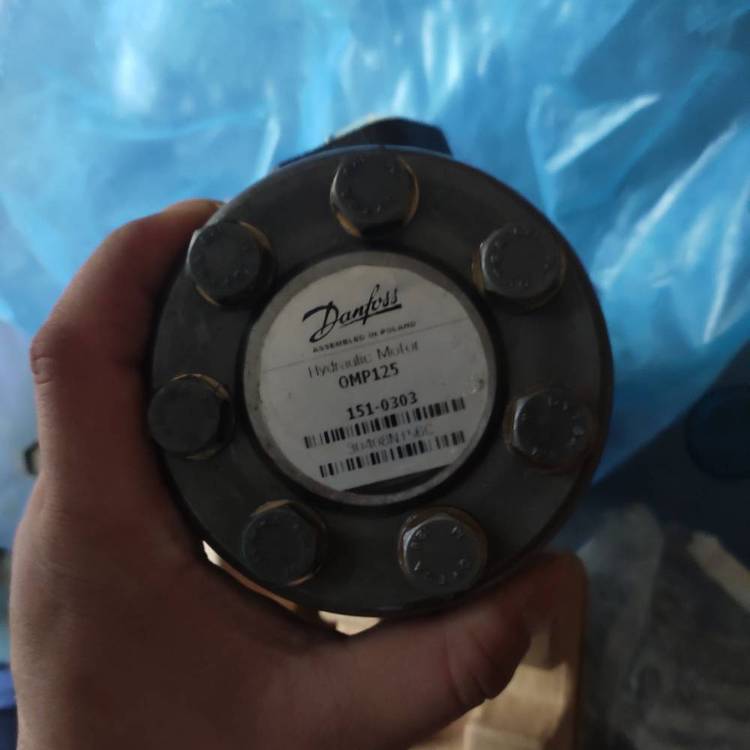 Danfoss
ASSEMBLED IN POLAND
Hydraulic Motor
OMP125
151-0303